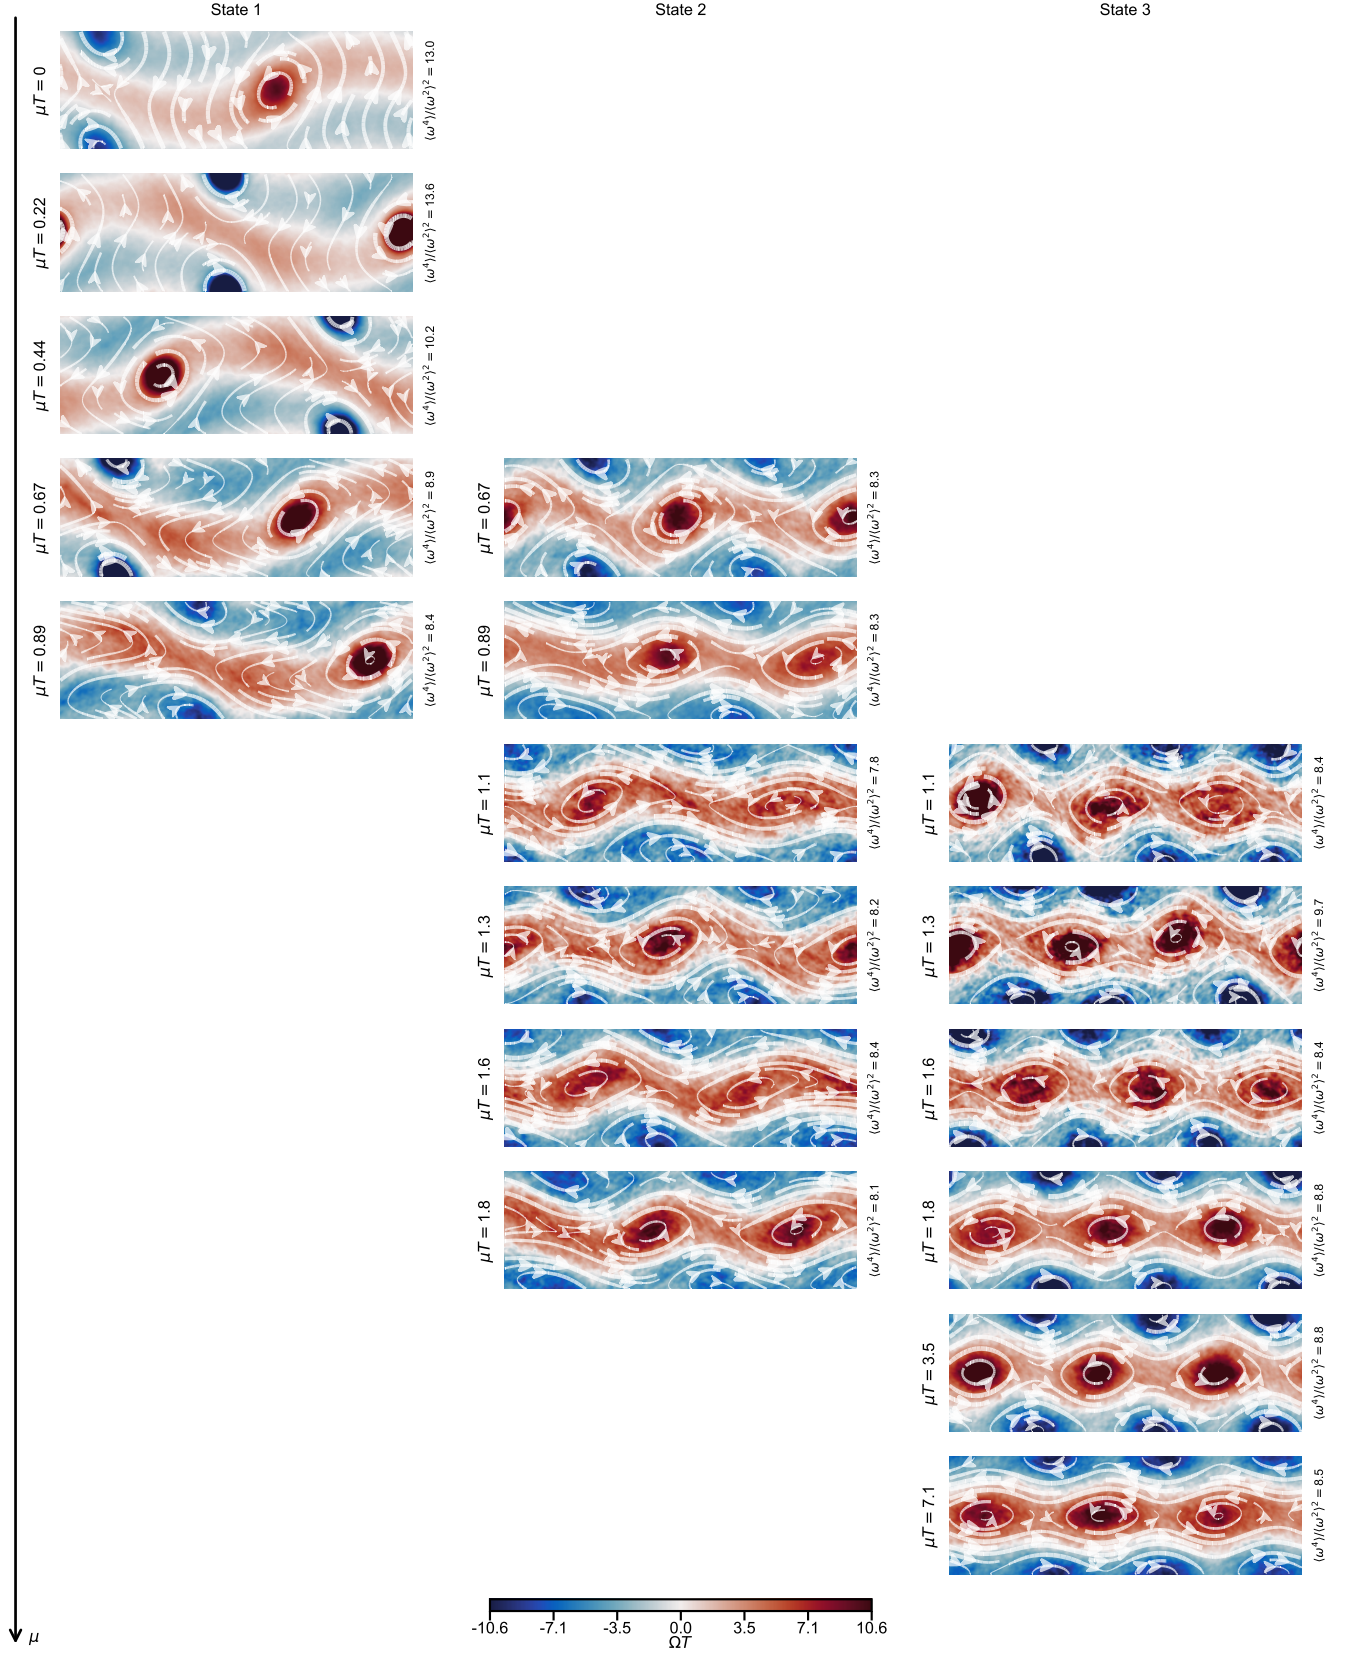 State 1
State 2
State 3
μT = 0
⟨ω⁴⟩/⟨ω²⟩² = 13.0
μT = 0.22
⟨ω⁴⟩/⟨ω²⟩² = 13.6
μT = 0.44
⟨ω⁴⟩/⟨ω²⟩² = 10.2
μT = 0.67
⟨ω⁴⟩/⟨ω²⟩² = 8.9
μT = 0.67
⟨ω⁴⟩/⟨ω²⟩² = 8.3
μT = 0.89
⟨ω⁴⟩/⟨ω²⟩² = 8.4
μT = 0.89
⟨ω⁴⟩/⟨ω²⟩² = 8.3
μT = 1.1
⟨ω⁴⟩/⟨ω²⟩² = 7.8
μT = 1.1
⟨ω⁴⟩/⟨ω²⟩² = 8.4
μT = 1.3
⟨ω⁴⟩/⟨ω²⟩² = 8.2
μT = 1.3
⟨ω⁴⟩/⟨ω²⟩² = 9.7
μT = 1.6
⟨ω⁴⟩/⟨ω²⟩² = 8.4
μT = 1.6
⟨ω⁴⟩/⟨ω²⟩² = 8.4
μT = 1.8
⟨ω⁴⟩/⟨ω²⟩² = 8.1
μT = 1.8
⟨ω⁴⟩/⟨ω²⟩² = 8.8
μT = 3.5
⟨ω⁴⟩/⟨ω²⟩² = 8.8
μT = 7.1
⟨ω⁴⟩/⟨ω²⟩² = 8.5
-10.6 -7.1 -3.5 0.0 3.5 7.1 10.6
ΩT
μ